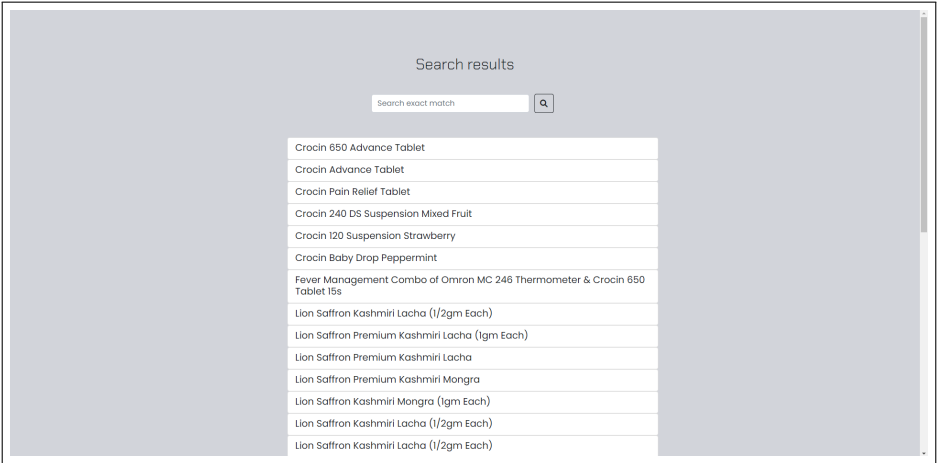 Search results
Search exact match
Crocin 650 Advance Tablet
Crocin Advance Tablet
Crocin Pain Relief Tablet
Crocin 240 DS Suspension Mixed Fruit
Crocin 120 Suspension Strawberry
Crocin Baby Drop Peppermint
Fever Management Combo of Omron MC 246 Thermometer & Crocin 650
Tablet 15s
Lion Saffron Kashmiri Lacha (1/2gm Each)
Lion Saffron Premium Kashmiri Lacha (1gm Each)
Lion Saffron Premium Kashmiri Lacha
Lion Saffron Premium Kashmiri Mongra
Lion Saffron Kashmiri Mongra (1gm Each)
Lion Saffron Kashmiri Lacha (1/2gm Each)
Lion Saffron Kashmiri Lacha (1/2gm Each)